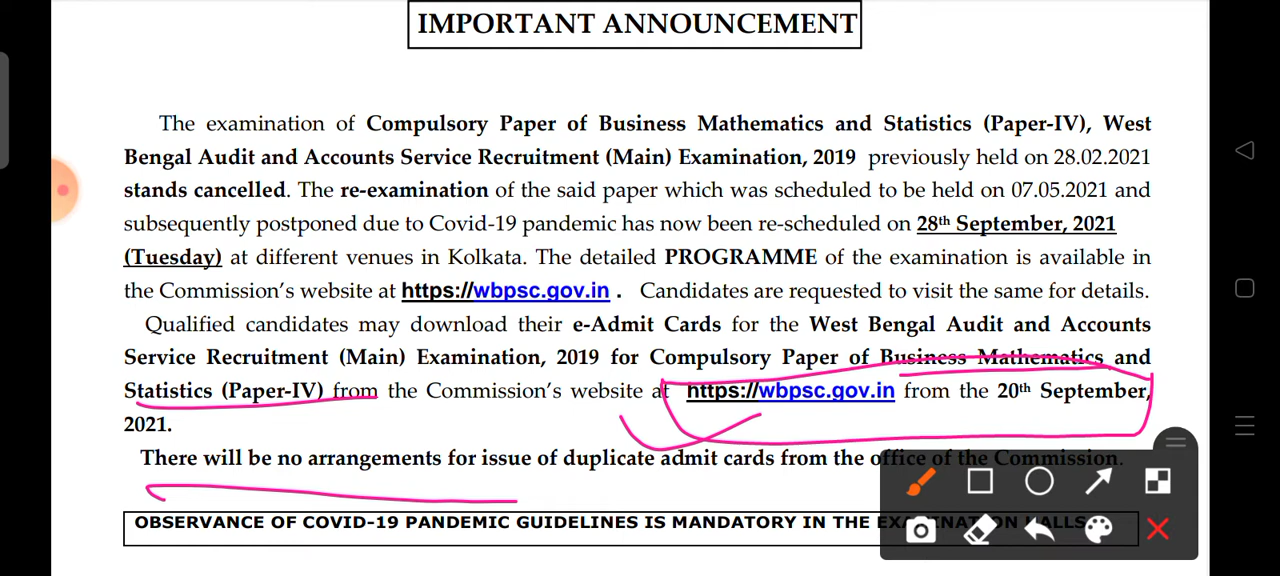 IMPORTANT ANNOUNCEMENT
The examination of Compulsory Paper of Business Mathematics and Statistics (Paper-IV), West
Bengal Audit and Accounts Service Recruitment (Main) Examination, 2019 previously held on 28.02.2021
stands cancelled. The re-examination of the said paper which was scheduled to be held on 07.05.2021 and
subsequently postponed due to Covid-19 pandemic has now been re-scheduled on 28th September, 2021
(Tuesday) at different venues in Kolkata. The detailed PROGRAMME of the examination is available in
the Commission's website at https://wbpsc.gov.in . Candidates are requested to visit the same for details.
Qualified candidates may download their e-Admit Cards for the West Bengal Audit and Accounts
Service Recruitment (Main) Examination, 2019 for Compulsory Paper of Business Mathematics and
Statistics (Paper-IV) from the Commission's website at https://wbpsc.gov.in from the 20th September,
2021.
There will be no arrangements for issue of duplicate admit cards from the office of the Commission.
OBSERVANCE OF COVID-19 PANDEMIC GUIDELINES IS MANDATORY IN THE EXAMINATION HALLS